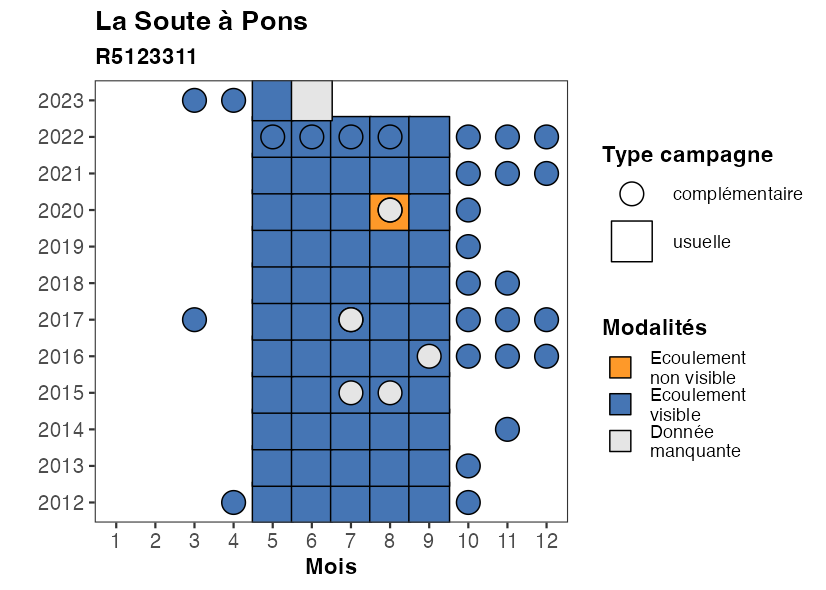 La Soute à Pons
R5123311
2023
2022
2021
2020
2019
2018
2017
2016
2015
2014
2013
2012
1 2 3 4 5 6 7 8 9 10 11 12
Mois
Type campagne
complémentaire
usuelle
Modalités
Ecoulement
non visible
Ecoulement
visible
Donnée
manquante